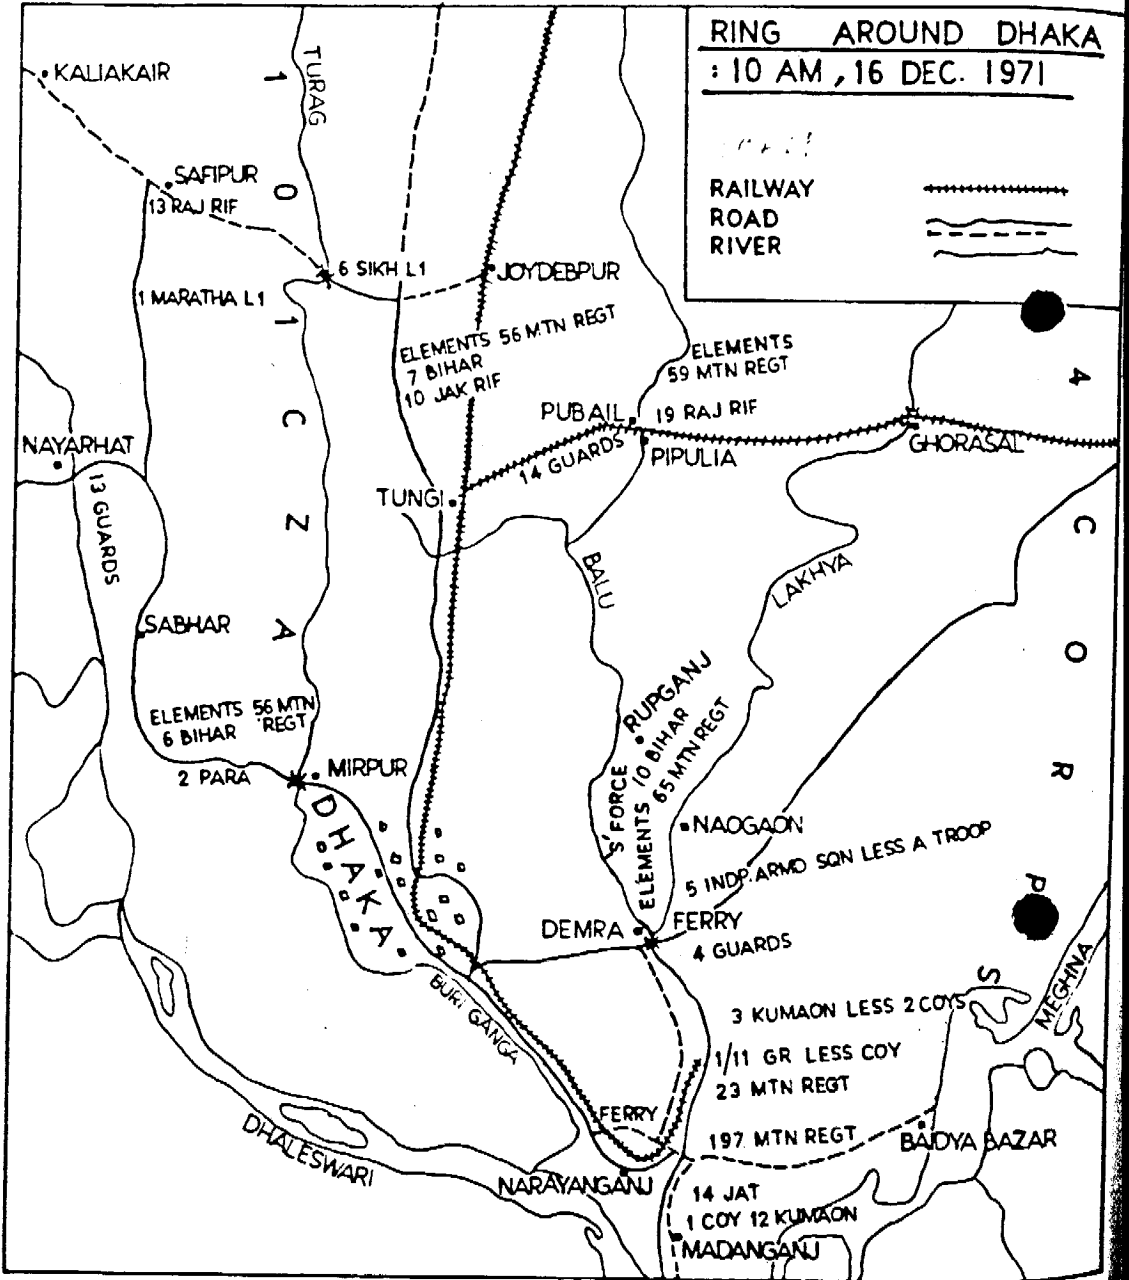 RING AROUND DHAKA
: 10 AM , 16 DEC. 1971
RAILWAY
ROAD
RIVER
KALIAKAIR
TURAG
SAFIPUR
13 RAJ RIF
6 SIKH L1
JOYDEBPUR
1 MARATHA L1
101 C Z A
ELEMENTS 56 MTN REGT
7 BIHAR
10 JAK RIF
ELEMENTS
59 MTN REGT
PUBAIL
19 RAJ RIF
14 GUARDS
PIPULIA
GHORASAL
4 CORPS
NAYARHAT
13 GUARDS
TUNGI
BALU
LAKHYA
SABHAR
RUPGANJ
ELEMENTS 56 MTN
REGT
6 BIHAR
2 PARA
MIRPUR
DHAKA
S' FORCE
ELEMENTS 10 BIHAR
65 MTN REGT
NAOGAON
5 INDP. ARMD SQN LESS A TROOP
DEMRA
FERRY
4 GUARDS
BURI GANGA
3 KUMAON LESS 2 COYS
MEGHNA
1/11 GR LESS COY
23 MTN REGT
FERRY
197 MTN REGT
BAIDYA BAZAR
DHALESWARI
NARAYANGANJ
14 JAT
1 COY 12 KUMAON
MADANGANJ